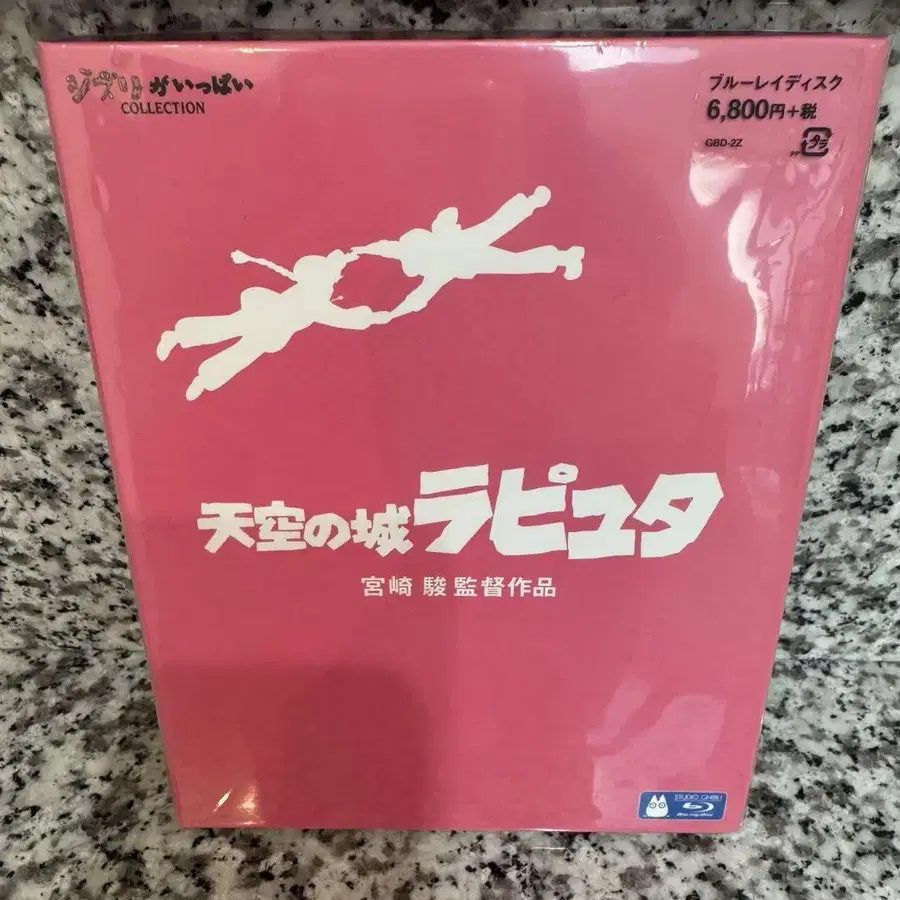 ジブリがいっぱい
COLLECTION
ブルーレイディスク
6,800円+税
GBD-2Z
プラ
天空の城ラピュタ
宮崎 駿 監督作品
STUDIO GHIBLI
Blu-ray Disc